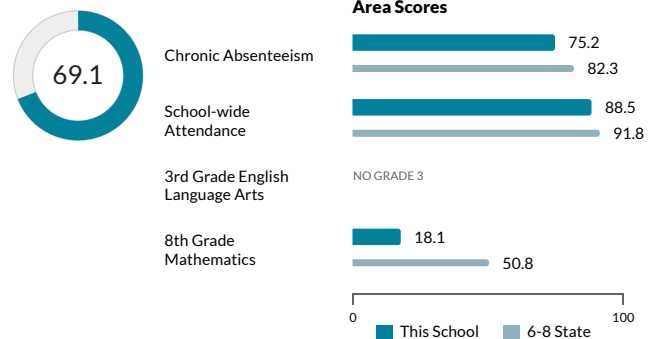 Area Scores
69.1
Chronic Absenteeism
75.2
82.3
School-wide
Attendance
88.5
91.8
3rd Grade English
Language Arts
NO GRADE 3
8th Grade
Mathematics
18.1
50.8
0
100
This School
6-8 State